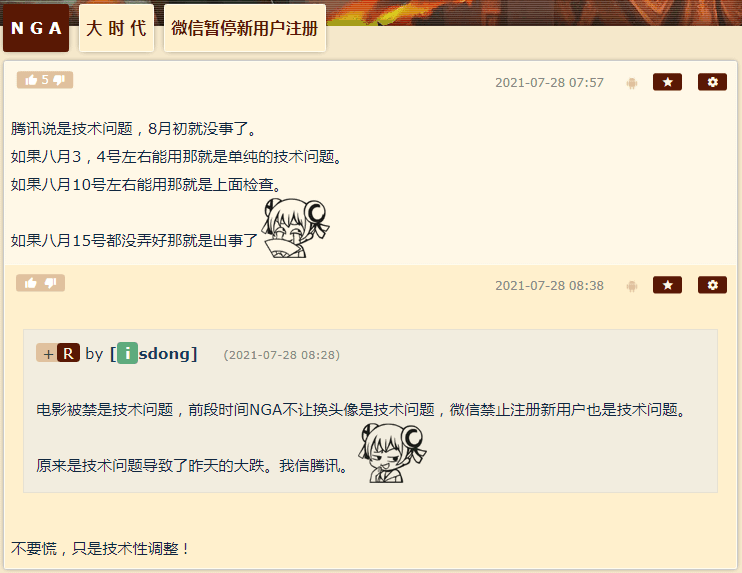 NGA 大时代 微信暂停新用户注册
5 2021-07-28 07:57
腾讯说是技术问题，8月初就没事了。
如果八月3，4号左右能用那就是单纯的技术问题。
如果八月10号左右能用那就是上面检查。
如果八月15号都没弄好那就是出事了
2021-07-28 08:38
+R by [isdong] (2021-07-28 08:28)
电影被禁是技术问题，前段时间NGA不让换头像是技术问题，微信禁止注册新用户也是技术问题。
原来是技术问题导致了昨天的大跌。我信腾讯。
不要慌，只是技术性调整！